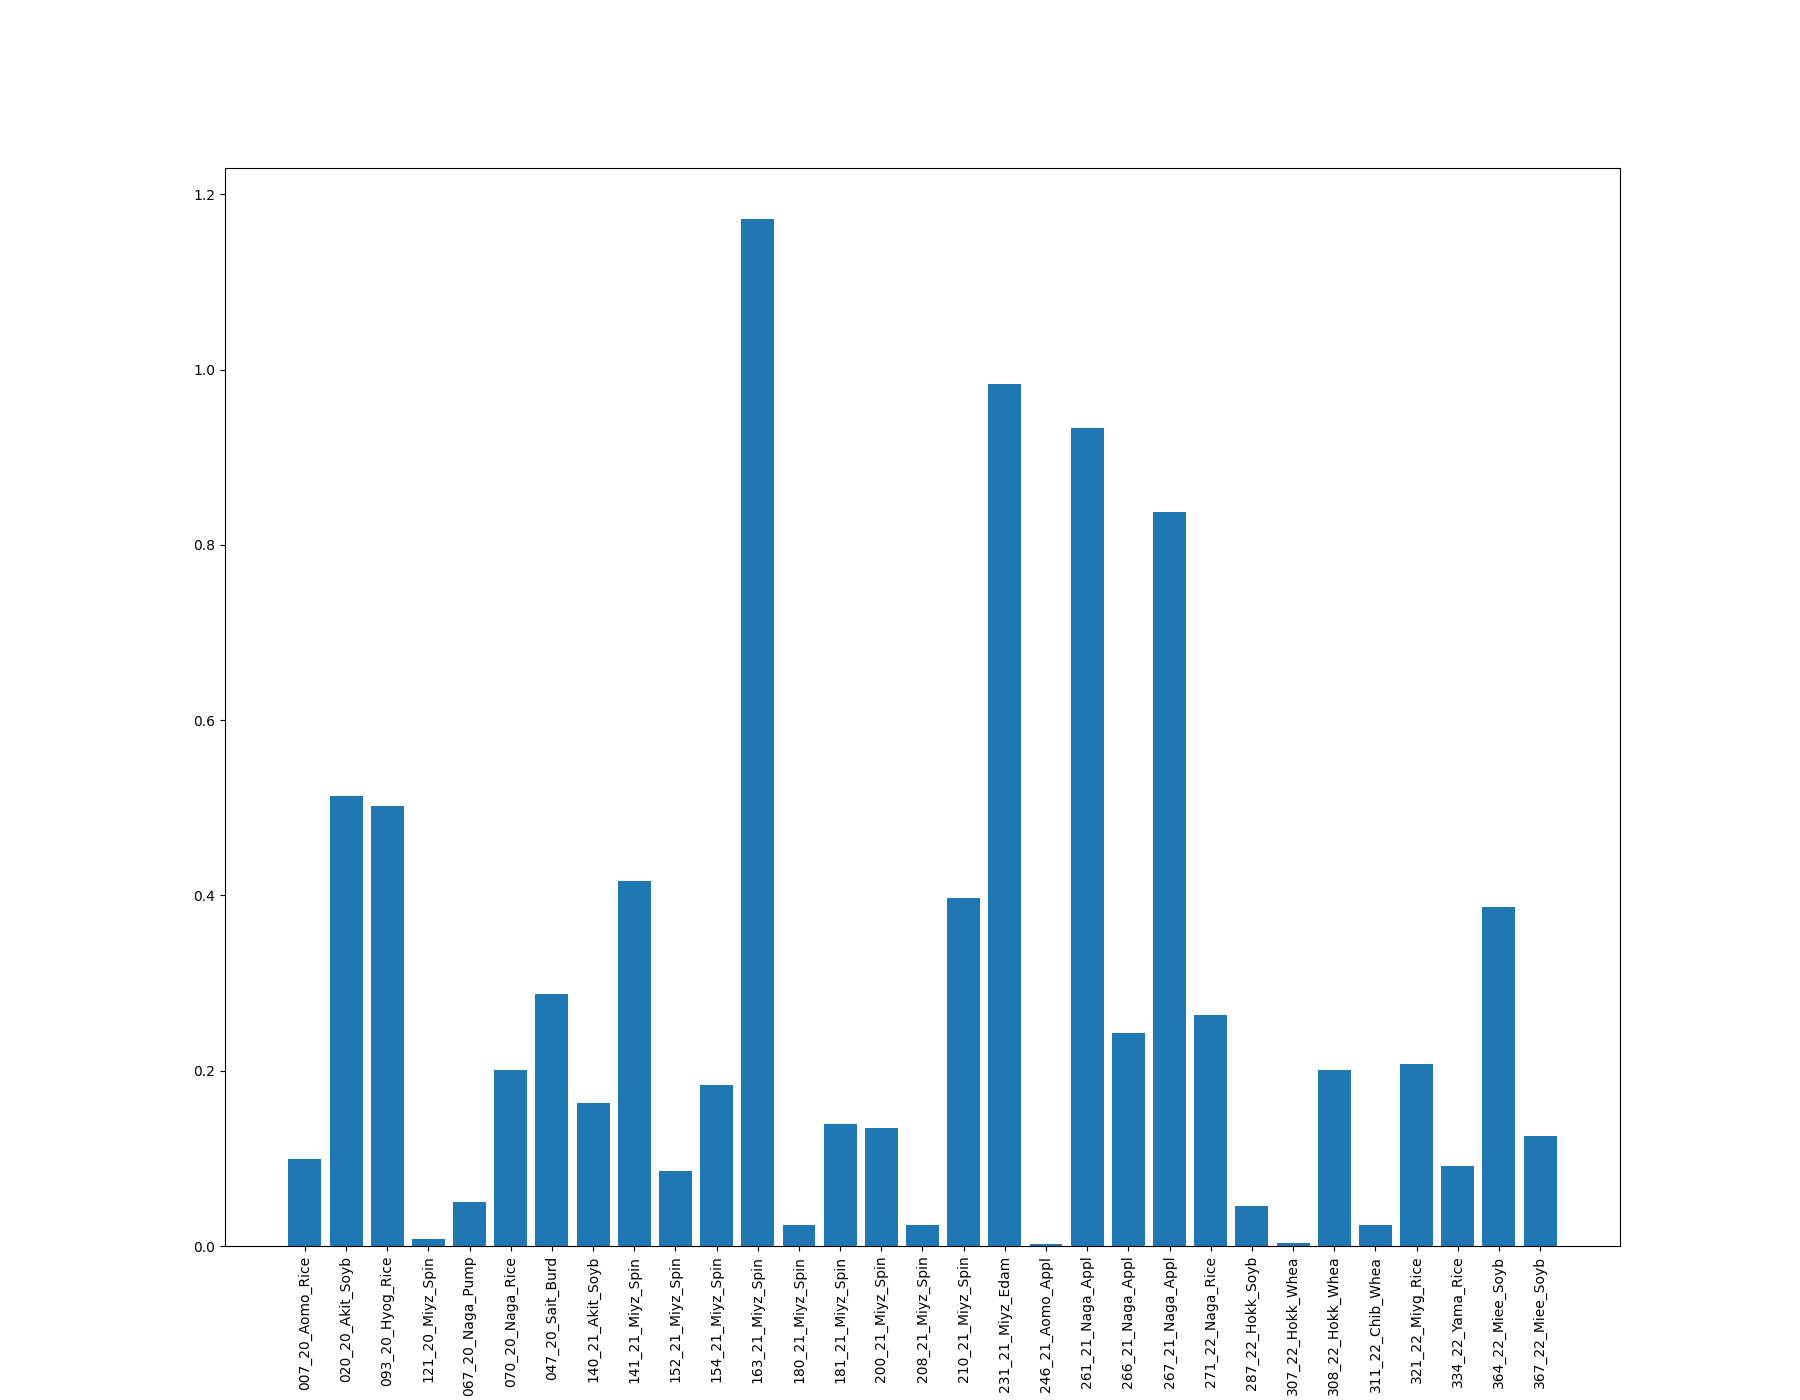 1.2
1.0
0.8
0.6
0.4
0.2
0.0
007_20_Aomo_Rice
020_20_Akit_Soyb
093_20_Hyog_Rice
121_20_Miyz_Spin
067_20_Naga_Pump
070_20_Naga_Rice
047_20_Sait_Burd
140_21_Akit_Soyb
141_21_Miyz_Spin
152_21_Miyz_Spin
154_21_Miyz_Spin
163_21_Miyz_Spin
180_21_Miyz_Spin
181_21_Miyz_Spin
200_21_Miyz_Spin
208_21_Miyz_Spin
210_21_Miyz_Spin
231_21_Miyz_Edam
246_21_Aomo_Appl
261_21_Naga_Appl
266_21_Naga_Appl
267_21_Naga_Appl
271_22_Naga_Rice
287_22_Hokk_Soyb
307_22_Hokk_Whea
308_22_Hokk_Whea
311_22_Chib_Whea
321_22_Miyg_Rice
334_22_Yama_Rice
364_22_Miee_Soyb
367_22_Miee_Soyb